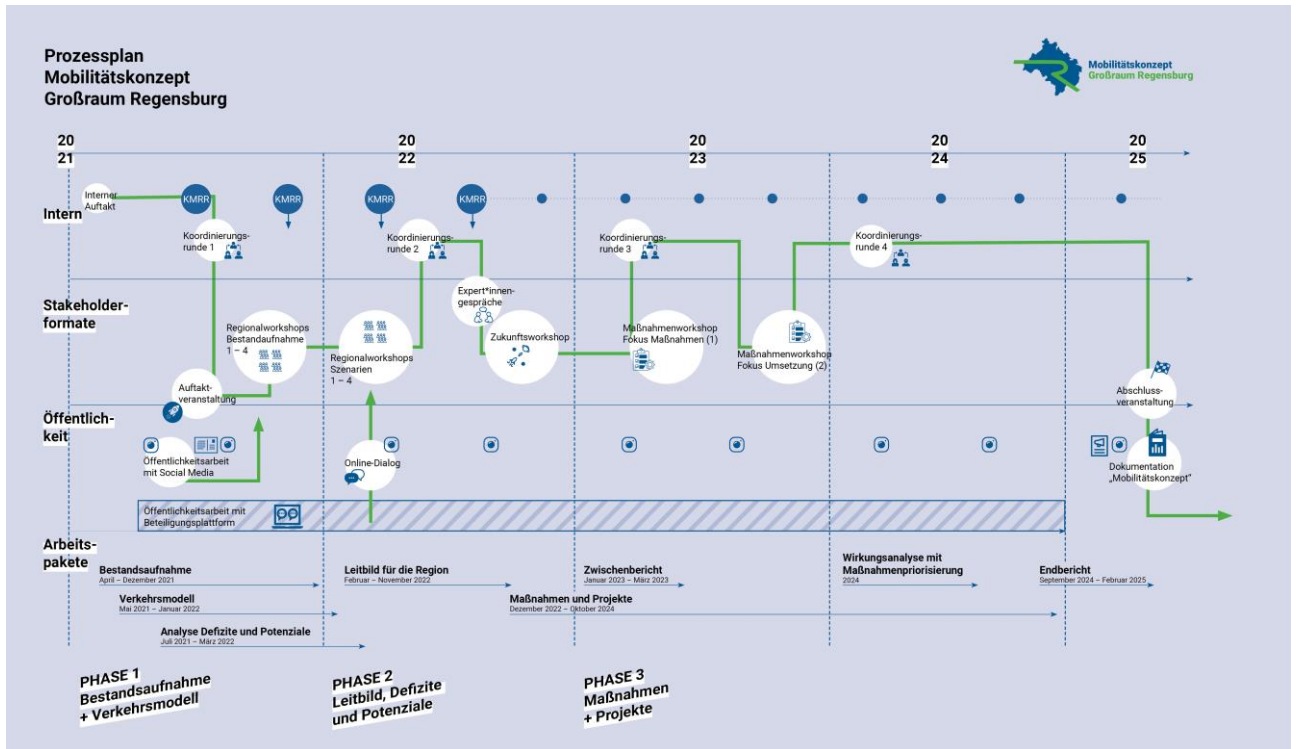 Prozessplan
Mobilitätskonzept
Großraum Regensburg
Mobilitätskonzept
Großraum Regensburg
20
21
20
22
20
23
20
24
20
25
Intern
Interner
Auftakt
KMRR
KMRR
KMRR
KMRR
Koordinierungs-
runde 1
Koordinierungs-
runde 2
Koordinierungs-
runde 3
Koordinierungs-
runde 4
Stakeholder-
formate
Expert*innen-
gespräche
Regionalworkshops
Bestandaufnahme
1 – 4
Regionalworkshops
Szenarien
1 – 4
Zukunftsworkshop
Maßnahmenworkshop
Fokus Maßnahmen (1)
Maßnahmenworkshop
Fokus Umsetzung (2)
Auftakt-
veranstaltung
Abschluss-
veranstaltung
Öffentlich-
keit
Öffentlichkeitsarbeit
mit Social Media
Online-Dialog
Dokumentation
„Mobilitätskonzept"
Öffentlichkeitsarbeit mit
Beteiligungsplattform
Arbeits-
pakete
Bestandsaufnahme
April – Dezember 2021
Verkehrsmodell
Mai 2021 – Januar 2022
Analyse Defizite und Potenziale
Juli 2021 – März 2022
Leitbild für die Region
Februar – November 2022
Maßnahmen und Projekte
Dezember 2022 – Oktober 2024
Zwischenbericht
Januar 2023 – März 2023
Wirkungsanalyse mit
Maßnahmenpriorisierung
2024
Endbericht
September 2024 – Februar 2025
PHASE 1
Bestandsaufnahme
+ Verkehrsmodell
PHASE 2
Leitbild, Defizite
und Potenziale
PHASE 3
Maßnahmen
+ Projekte